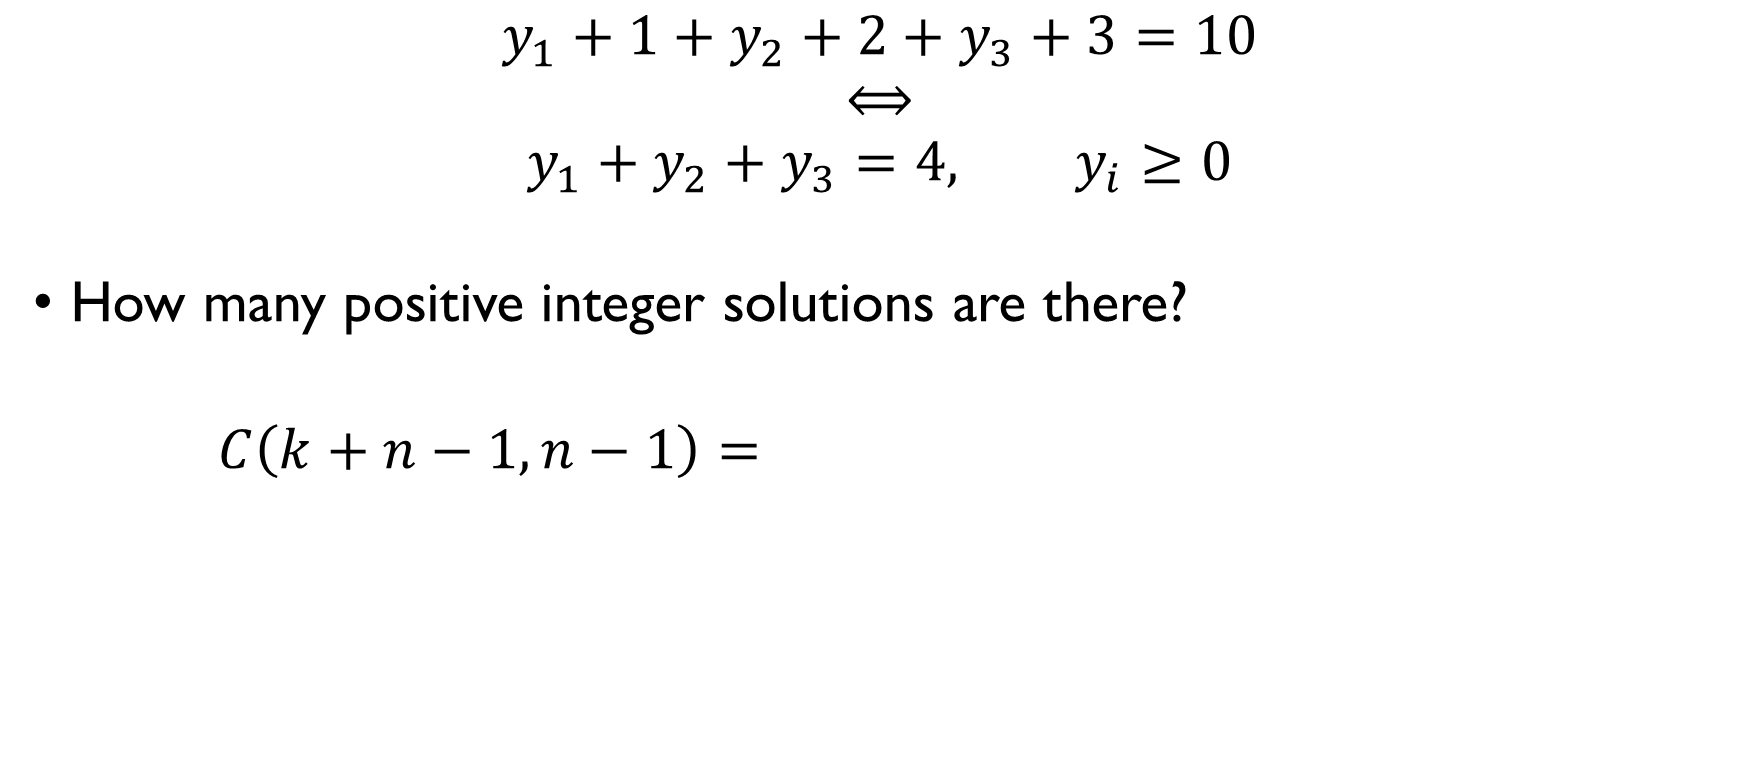 y₁ + 1 + y₂ + 2 + y₃ + 3 = 10
⟺
y₁ + y₂ + y₃ = 4, yᵢ ≥ 0
• How many positive integer solutions are there?
C(k + n − 1, n − 1) =